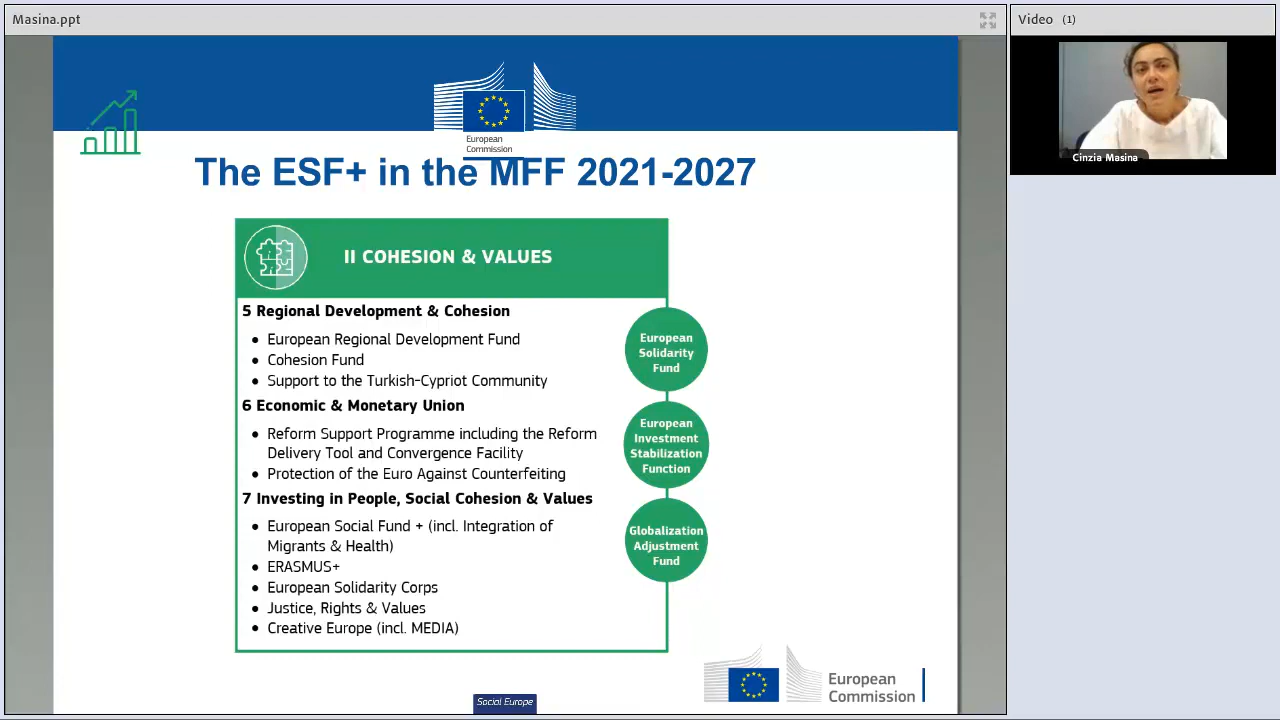 Masina.ppt
Video (1)
Cinzia Masina
European
Commission
The ESF+ in the MFF 2021-2027
II COHESION & VALUES
5 Regional Development & Cohesion
• European Regional Development Fund
• Cohesion Fund
• Support to the Turkish-Cypriot Community
6 Economic & Monetary Union
• Reform Support Programme including the Reform
Delivery Tool and Convergence Facility
• Protection of the Euro Against Counterfeiting
7 Investing in People, Social Cohesion & Values
• European Social Fund + (incl. Integration of
Migrants & Health)
• ERASMUS+
• European Solidarity Corps
• Justice, Rights & Values
• Creative Europe (incl. MEDIA)
European
Solidarity
Fund
European
Investment
Stabilization
Function
Globalization
Adjustment
Fund
Social Europe
European
Commission